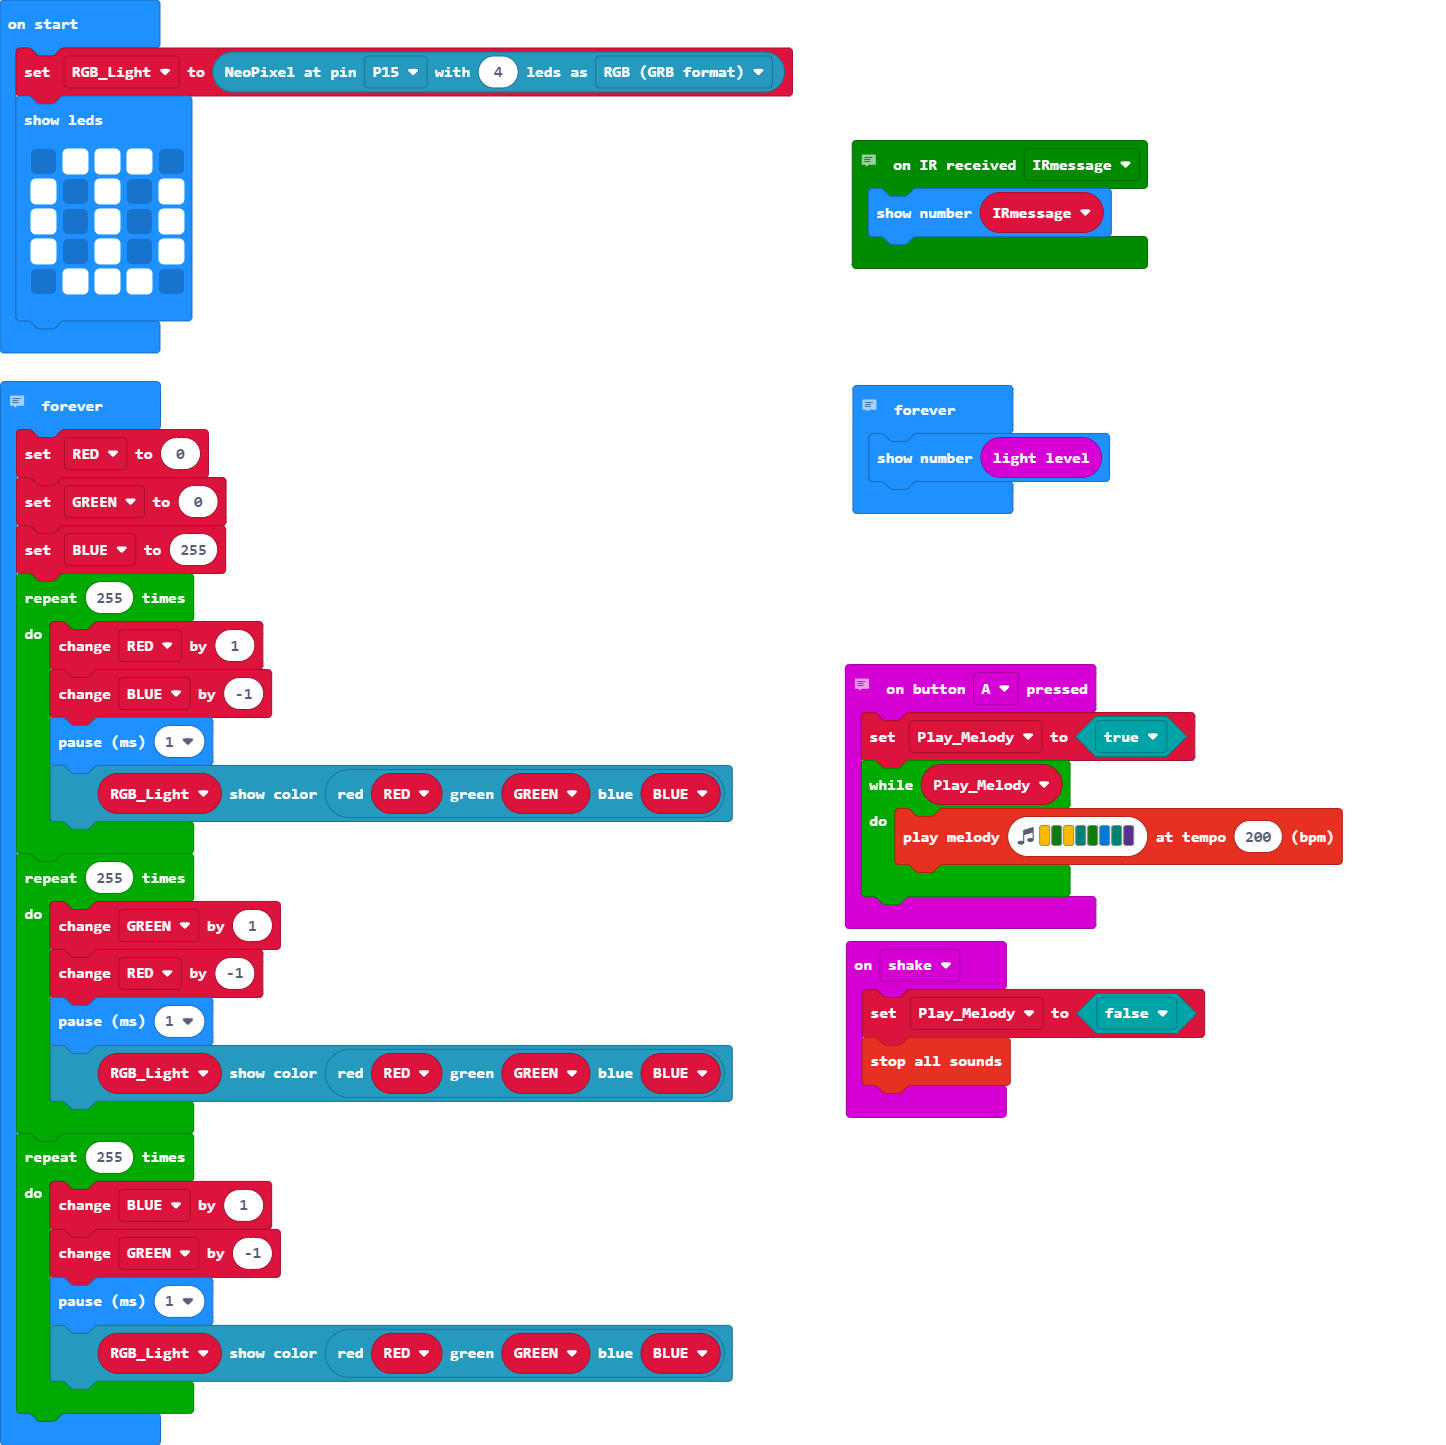 on start
set RGB_Light to NeoPixel at pin P15 with 4 leds as RGB (GRB format)
show leds
forever
set RED to 0
set GREEN to 0
set BLUE to 255
repeat 255 times
do
change RED by 1
change BLUE by -1
pause (ms) 1
RGB_Light show color red RED green GREEN blue BLUE
repeat 255 times
do
change GREEN by 1
change RED by -1
pause (ms) 1
RGB_Light show color red RED green GREEN blue BLUE
repeat 255 times
do
change BLUE by 1
change GREEN by -1
pause (ms) 1
RGB_Light show color red RED green GREEN blue BLUE
on IR received IRmessage
show number IRmessage
forever
show number light level
on button A pressed
set Play_Melody to true
while Play_Melody
do
play melody at tempo 200 (bpm)
on shake
set Play_Melody to false
stop all sounds